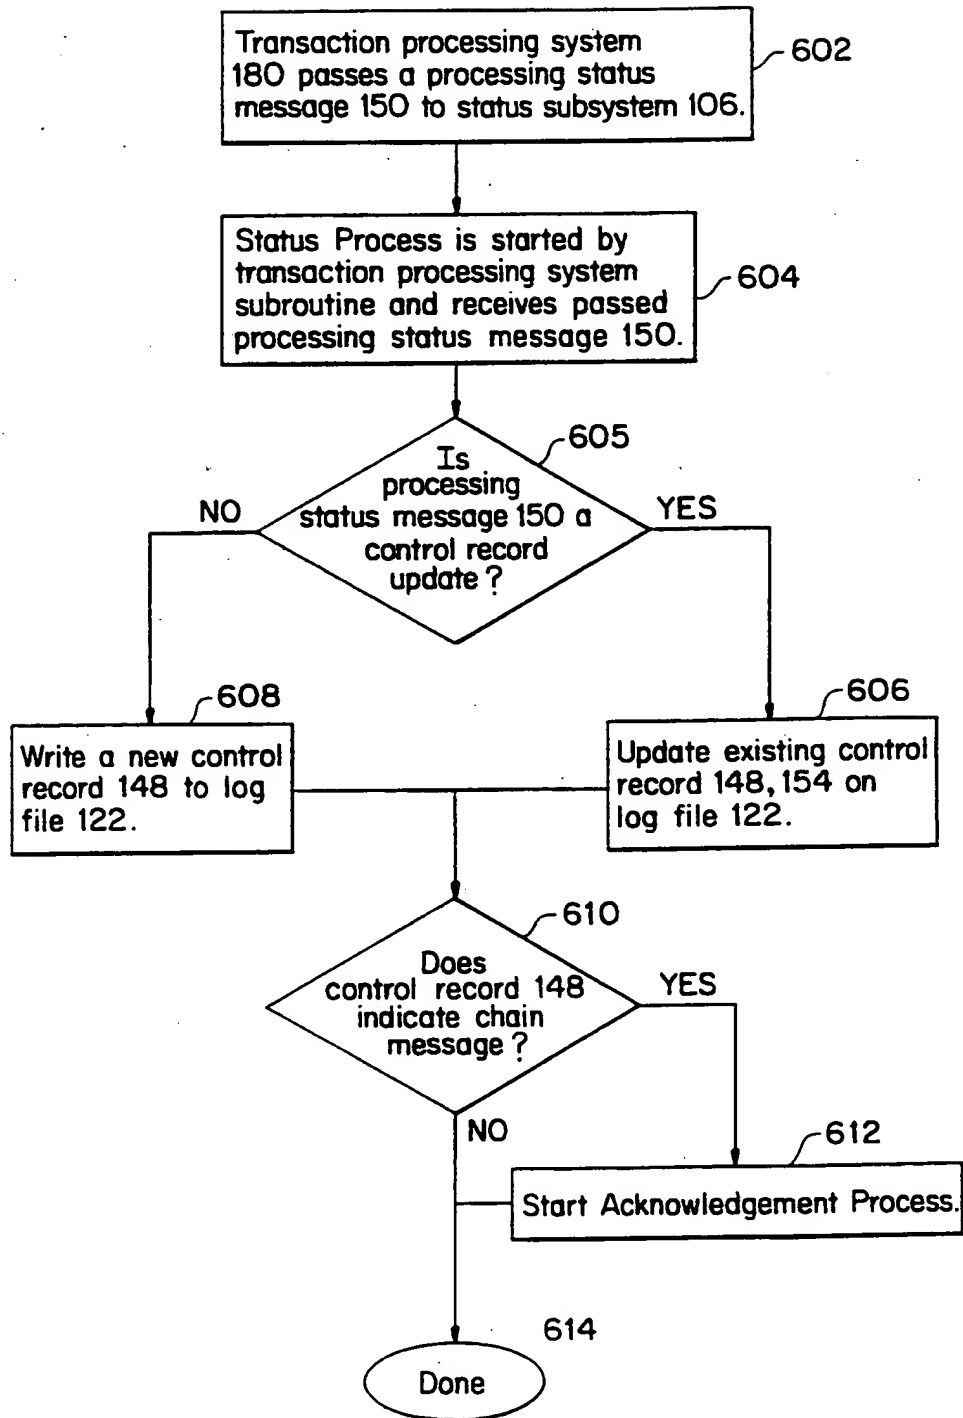 Transaction processing system
180 passes a processing status
message 150 to status subsystem 106.
602
Status Process is started by
transaction processing system
subroutine and receives passed
processing status message 150.
604
605
Is
processing
status message 150 a
control record
update?
NO
YES
608
Write a new control
record 148 to log
file 122.
606
Update existing control
record 148, 154 on
log file 122.
610
Does
control record 148
indicate chain
message?
YES
NO
612
Start Acknowledgement Process.
614
Done